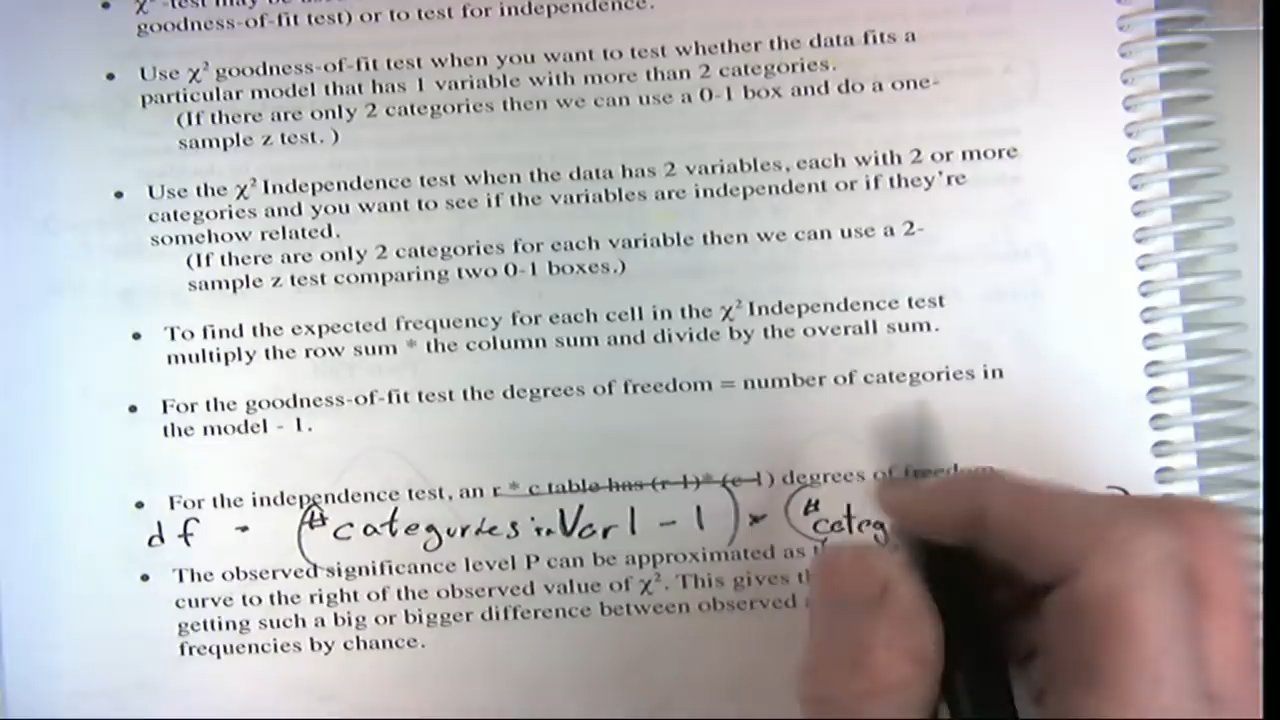 • χ²-test may be
goodness-of-fit test) or to test for independence.
• Use χ² goodness-of-fit test when you want to test whether the data fits a
particular model that has 1 variable with more than 2 categories.
(If there are only 2 categories then we can use a 0-1 box and do a one-
sample z test. )
• Use the χ² Independence test when the data has 2 variables, each with 2 or more
categories and you want to see if the variables are independent or if they're
somehow related.
(If there are only 2 categories for each variable then we can use a 2-
sample z test comparing two 0-1 boxes.)
• To find the expected frequency for each cell in the χ² Independence test
multiply the row sum * the column sum and divide by the overall sum.
• For the goodness-of-fit test the degrees of freedom = number of categories in
the model - 1.
• For the independence test, an r * c table has (r-1)* (c-1) degrees of freedom
df = (# categories in Var 1 - 1) * (# categ
• The observed significance level P can be approximated as
curve to the right of the observed value of χ². This gives
getting such a big or bigger difference between observed
frequencies by chance.